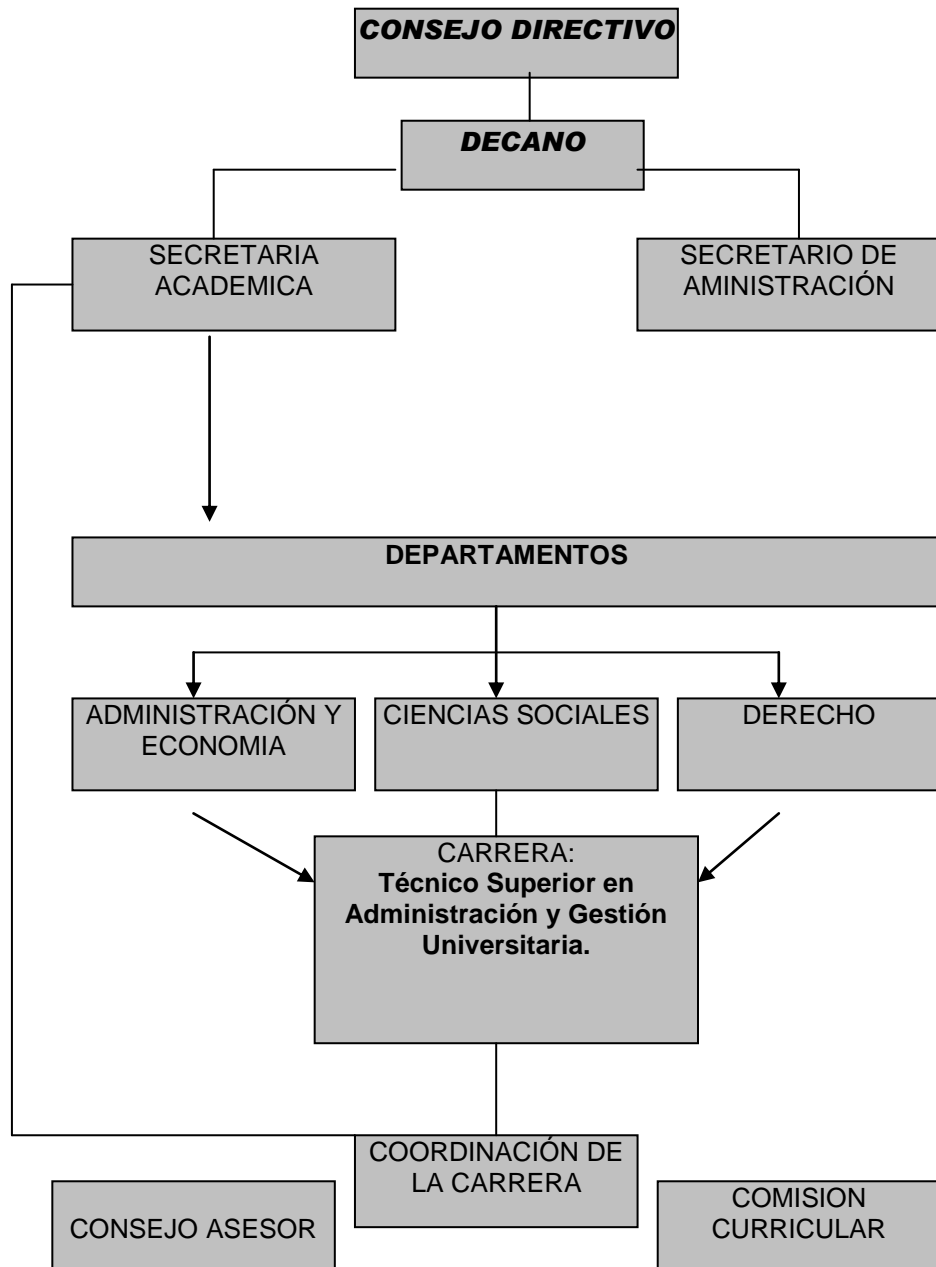 CONSEJO DIRECTIVO
DECANO
SECRETARIA
ACADEMICA
SECRETARIO DE
AMINISTRACIÓN
DEPARTAMENTOS
ADMINISTRACIÓN Y
ECONOMIA
CIENCIAS SOCIALES
DERECHO
CARRERA:
Técnico Superior en
Administración y Gestión
Universitaria.
COORDINACIÓN DE
LA CARRERA
CONSEJO ASESOR
COMISION
CURRICULAR